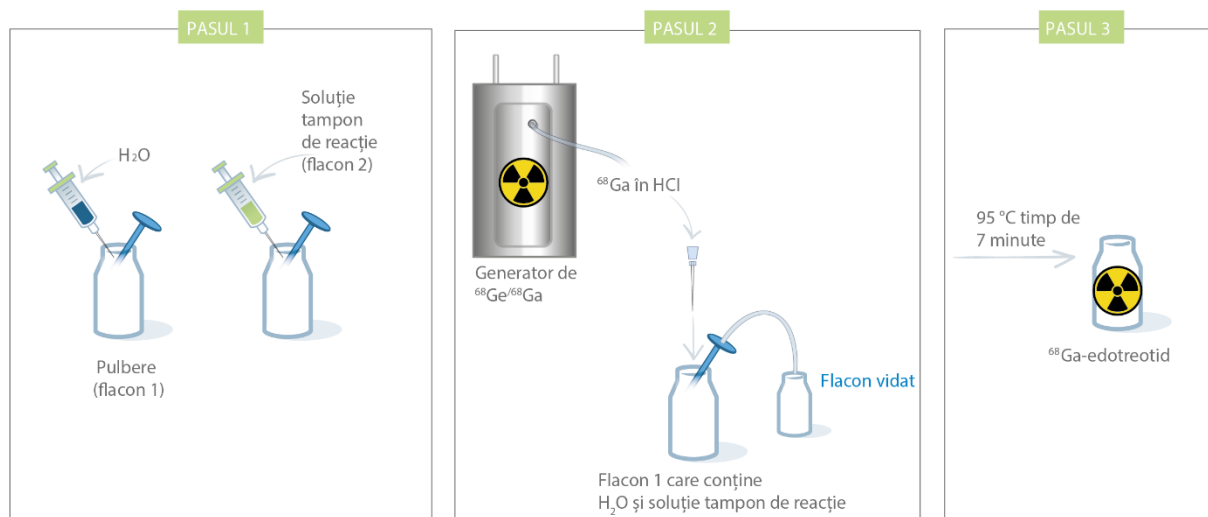 PASUL 1
H₂O
Soluție
tampon
de reacție
(flacon 2)
Pulbere
(flacon 1)
PASUL 2
⁶⁸Ga în HCl
Generator de
⁶⁸Ge/⁶⁸Ga
Flacon vidat
Flacon 1 care conține
H₂O și soluție tampon de reacție
PASUL 3
95 °C timp de
7 minute
⁶⁸Ga-edotreotid